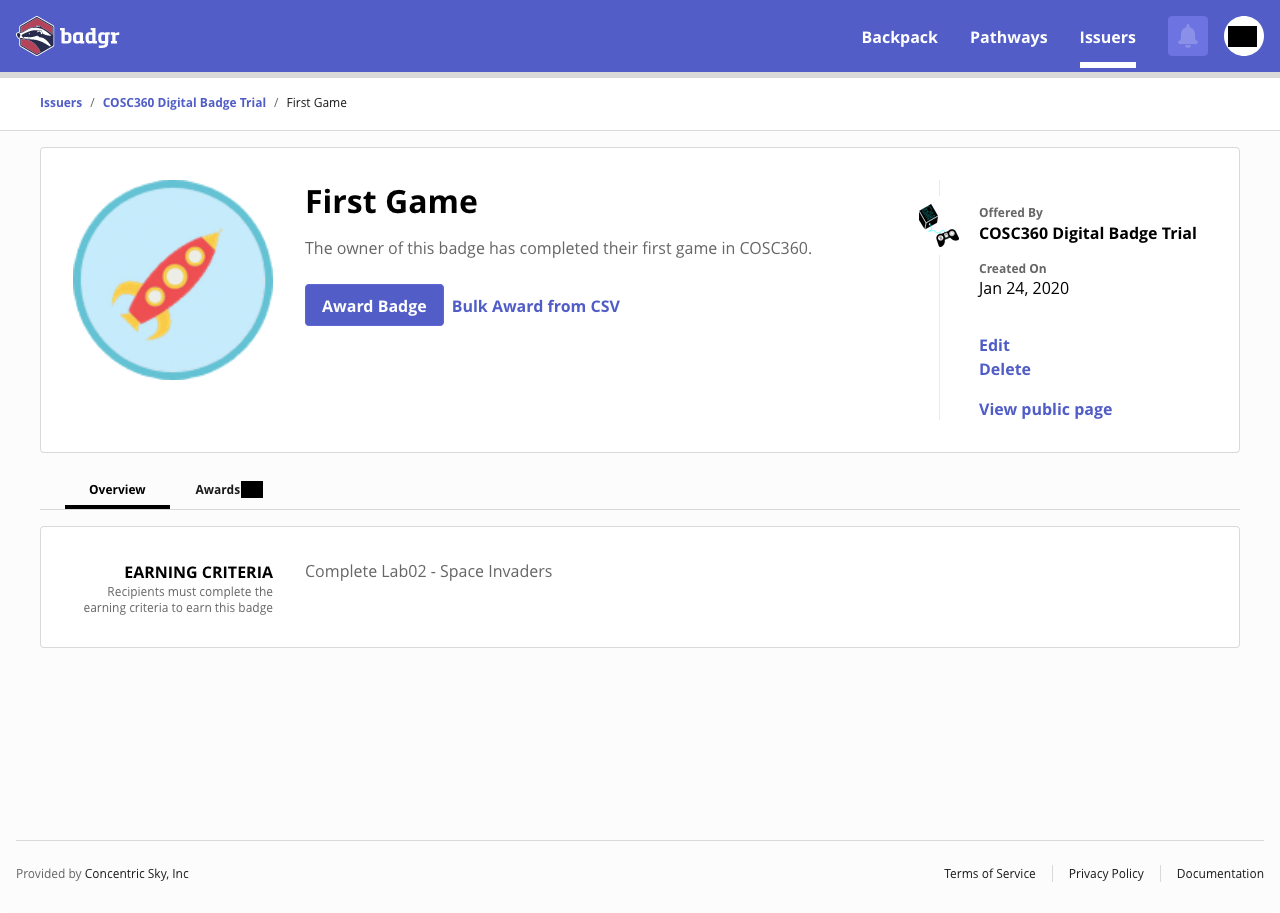 badgr
Backpack
Pathways
Issuers
Issuers / COSC360 Digital Badge Trial / First Game
First Game
The owner of this badge has completed their first game in COSC360.
Award Badge
Bulk Award from CSV
Offered By
COSC360 Digital Badge Trial
Created On
Jan 24, 2020
Edit
Delete
View public page
Overview
Awards
EARNING CRITERIA
Recipients must complete the
earning criteria to earn this badge
Complete Lab02 - Space Invaders
Provided by Concentric Sky, Inc
Terms of Service
Privacy Policy
Documentation